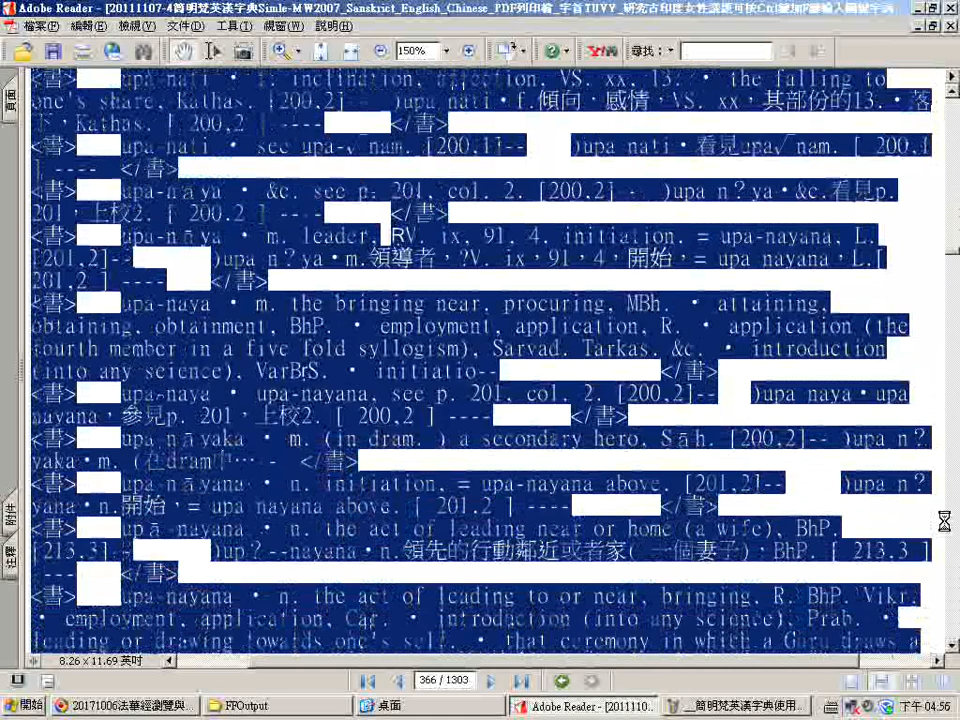 Adobe Reader - [20111107-4簡明梵英漢字典Simle-MW2007_Sanskrit_English_Chinese_PDF列印檔_字首TUVY_研究古印度女性議題可按Ctrl鍵加F鍵輸入關鍵字詞
檔案(F) 編輯(E) 檢視(V) 文件(D) 工具(T) 視窗(W) 說明(H)
150% 尋找：
頁面
附件
注釋
<書> upa-nati • f. inclination, affection, VS. xx, 13? • the falling to
one's share, Kathas. [200,2] )upa nati • f.傾向，感情，VS. xx，其部份的13. • 落
下，Kathas. [ 200,2 ] ---- </書>
<書> upa-nati • see upa-√ nam. [200,1]-- )upa nati • 看見upa√ nam. [ 200,1
] ---- </書>
<書> upa-nāya • &c. see p. 201, col. 2. [200,2]-- )upa n?ya • &c.看見p.
201，上校2. [ 200,2 ] ---- </書>
<書> upa-nāya • m. leader, RV. ix, 91, 4. initiation. = upa-nayana, L.
[201,2]-- )upa n?ya • m.領導者，?V. ix，91，4，開始，= upa nayana，L.[
201,2 ] ---- </書>
<書> upa-naya • m. the bringing near, procuring, MBh. • attaining,
obtaining, obtainment, BhP. • employment, application, R. • application (the
fourth member in a five fold syllogism), Sarvad. Tarkas. &c. • introduction
(into any science), VarBrS. • initiatio-- </書>
<書> upa-naya • upa-nayana, see p. 201, col. 2. [200,2]-- )upa naya • upa
nayana，參見p. 201，上校2. [ 200,2 ] ---- </書>
<書> upa-nāyaka • m. (in dram. ) a secondary hero, Sāh. [200,2]-- )upa n?
yaka • m. (在dram中… - </書>
<書> upa-nāyana • n. initiation, = upa-nayana above. [201,2]-- )upa n?
yana • n.開始，= upa nayana above. [ 201,2 ] ---- </書>
<書> upā-nayana • n. the act of leading near or home (a wife), BhP.
[213,3]-- )up? -nayana • n.領先的行動鄰近或者家( 一個妻子)，BhP. [ 213,3 ]
---- </書>
<書> upa-nayana • n. the act of leading to or near, bringing, R. BhP. Vikr.
• employment, application, Car. • introduction (into any science), Prab. •
leading or drawing towards one's self. • that ceremony in which a Guru draws a
8.26 x 11.69 英吋
366 / 1303
開始 20171006法華經瀏覽與... FFOutput 桌面 Adobe Reader - [2011110... __簡明梵英漢字典使用... 下午 04:56